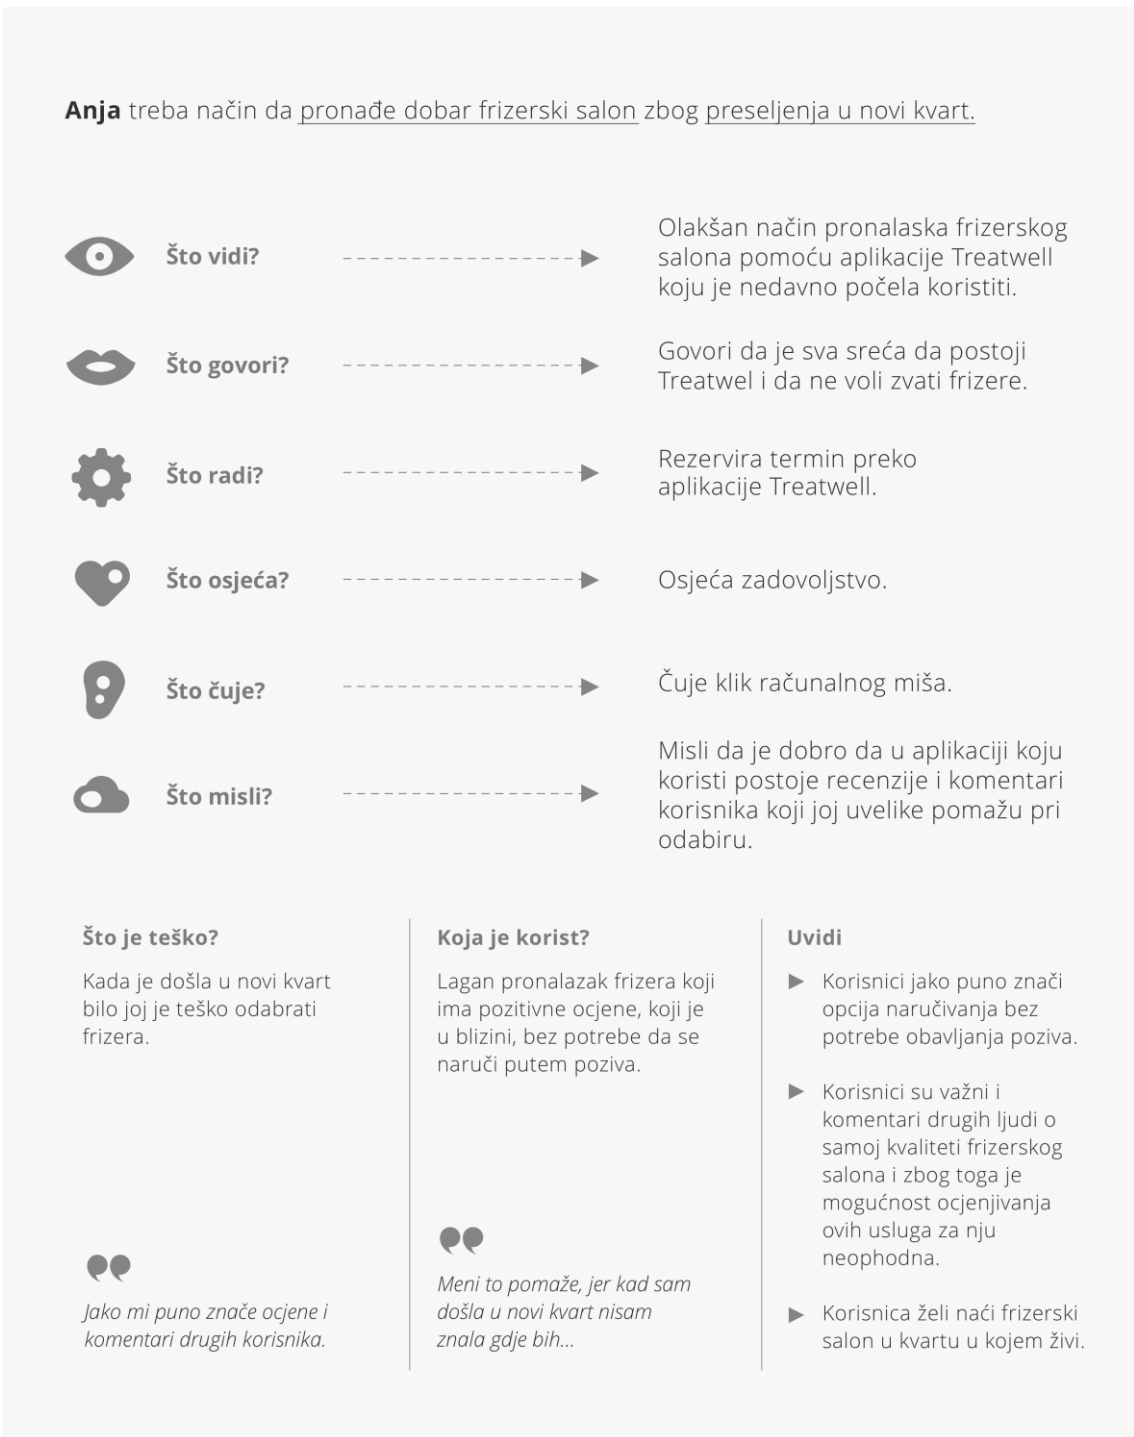 Anja treba način da pronađe dobar frizerski salon zbog preseljenja u novi kvart.
Što vidi?
Olakšan način pronalaska frizerskog
salona pomoću aplikacije Treatwell
koju je nedavno počela koristiti.
Što govori?
Govori da je sva sreća da postoji
Treatwel i da ne voli zvati frizere.
Što radi?
Rezervira termin preko
aplikacije Treatwell.
Što osjeća?
Osjeća zadovoljstvo.
Što čuje?
Čuje klik računalnog miša.
Što misli?
Misli da je dobro da u aplikaciji koju
koristi postoje recenzije i komentari
korisnika koji joj uvelike pomažu pri
odabiru.
Što je teško?
Kada je došla u novi kvart
bilo joj je teško odabrati
frizera.
Jako mi puno znače ocjene i
komentari drugih korisnika.
Koja je korist?
Lagan pronalazak frizera koji
ima pozitivne ocjene, koji je
u blizini, bez potrebe da se
naruči putem poziva.
Meni to pomaže, jer kad sam
došla u novi kvart nisam
znala gdje bih...
Uvidi
Korisnici jako puno znači
opcija naručivanja bez
potrebe obavljanja poziva.
Korisnici su važni i
komentari drugih ljudi o
samoj kvaliteti frizerskog
salona i zbog toga je
mogućnost ocjenjivanja
ovih usluga za nju
neophodna.
Korisnica želi naći frizerski
salon u kvartu u kojem živi.